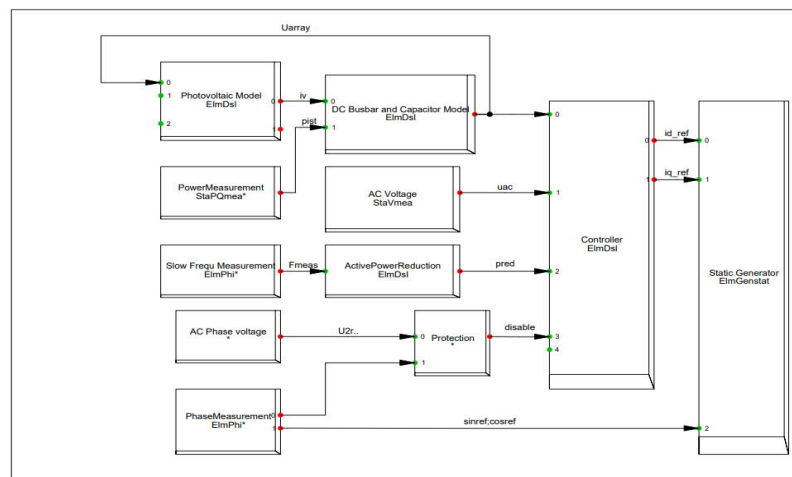 Uarray
0
1
2
Photovoltaic Model
ElmDsl
0
1
iv
0
1
DC Busbar and Capacitor Model
ElmDsl
0
pist
PowerMeasurement
StaPQmea*
AC Voltage
StaVmea
uac
1
Slow Frequ Measurement
ElmPhi*
Fmeas
ActivePowerReduction
ElmDsl
pred
2
AC Phase voltage
*
U2r..
0
1
Protection
*
disable
3
4
Controller
ElmDsl
0
1
id_ref
iq_ref
0
1
Static Generator
ElmGenstat
PhaseMeasurement
ElmPhi*
0
1
sinref;cosref
2